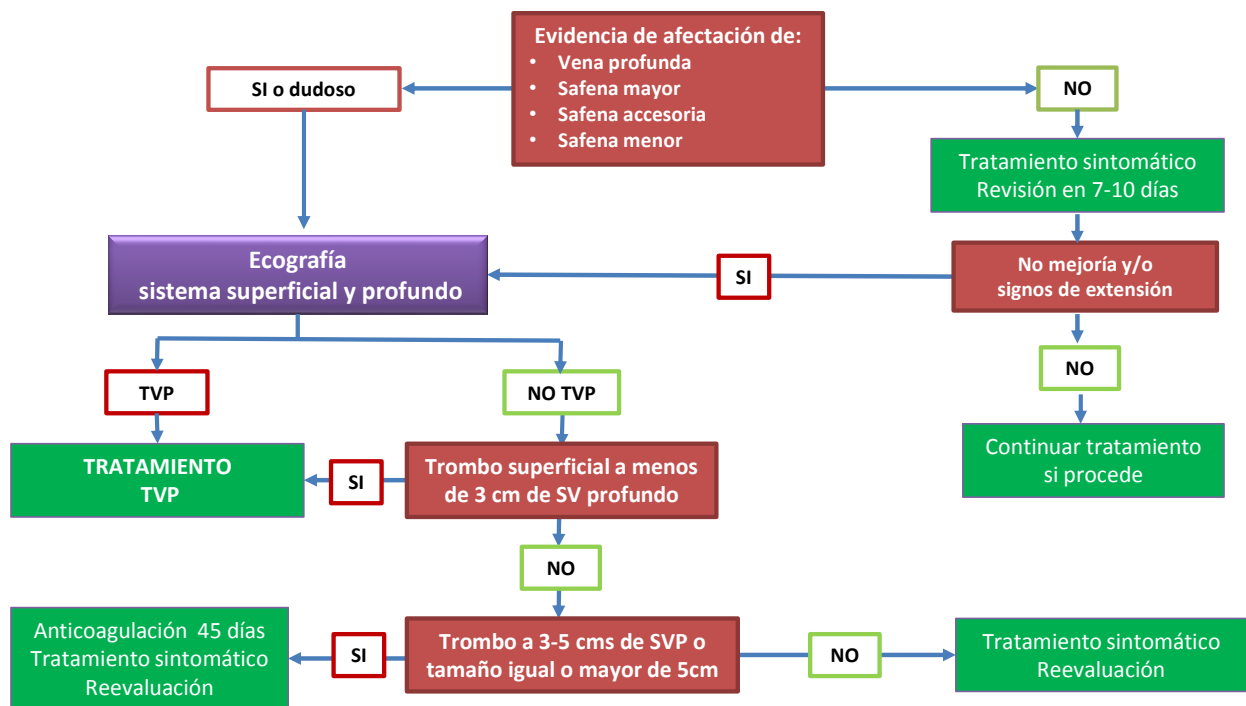 Evidencia de afectación de:
• Vena profunda
• Safena mayor
• Safena accesoria
• Safena menor
SI o dudoso
NO
Tratamiento sintomático
Revisión en 7-10 días
Ecografía
sistema superficial y profundo
SI
No mejoría y/o
signos de extensión
TVP
NO TVP
NO
TRATAMIENTO
TVP
SI
Trombo superficial a menos
de 3 cm de SV profundo
Continuar tratamiento
si procede
NO
Anticoagulación 45 días
Tratamiento sintomático
Reevaluación
SI
Trombo a 3-5 cms de SVP o
tamaño igual o mayor de 5cm
NO
Tratamiento sintomático
Reevaluación